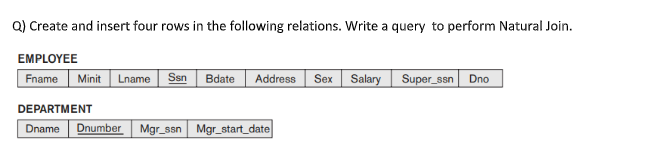 Q) Create and insert four rows in the following relations. Write a query to perform Natural Join.
EMPLOYEE
Fname Minit Lname Ssn Bdate Address Sex Salary Super_ssn Dno
DEPARTMENT
Dname Dnumber Mgr_ssn Mgr_start_date